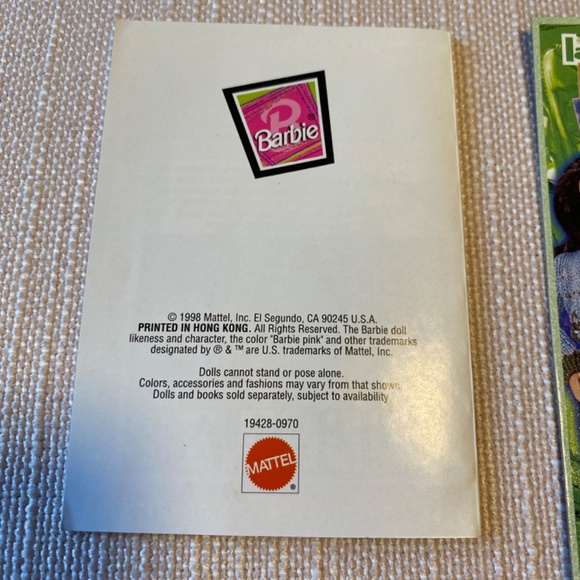 Barbie®
© 1998 Mattel, Inc. El Segundo, CA 90245 U.S.A.
PRINTED IN HONG KONG. All Rights Reserved. The Barbie doll
likeness and character, the color "Barbie pink" and other trademarks
designated by ® & ™ are U.S. trademarks of Mattel, Inc.
Dolls cannot stand or pose alone.
Colors, accessories and fashions may vary from that shown.
Dolls and books sold separately, subject to availability
19428-0970
MATTEL
®